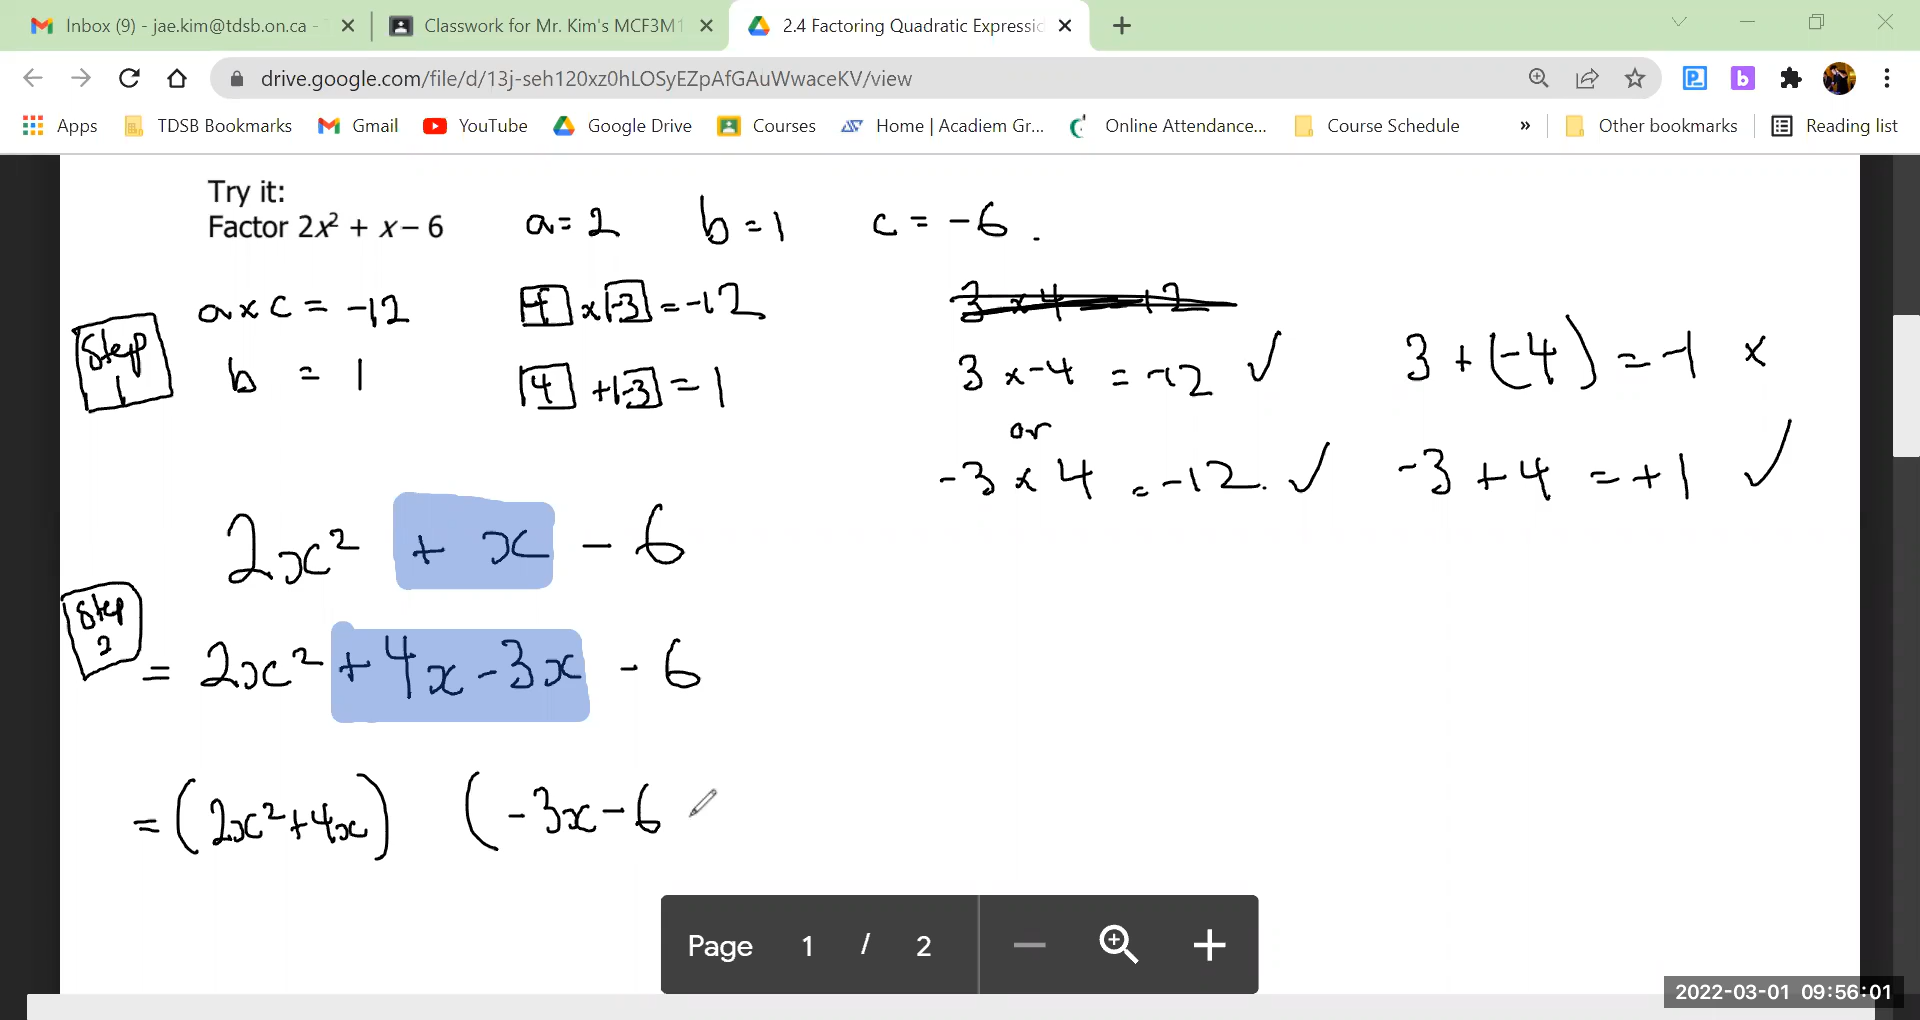 Inbox (9) - jae.kim@tdsb.on.ca - Classwork for Mr. Kim's MCF3M1 2.4 Factoring Quadratic Expressic
drive.google.com/file/d/13j-seh120xz0hLOSyEZpAfGAuWwaceKV/view
Apps TDSB Bookmarks Gmail YouTube Google Drive Courses Home | Acadiem Gr... Online Attendance... Course Schedule » Other bookmarks Reading list
Try it:
Factor 2x² + x – 6 a = 2 b = 1 c = -6 .
Step 1
a x c = -12 x -3 = -12
b = 1 4 + -3 = 1
3 x -4 = -12 ✓ 3 + (-4) = -1 x
or
-3 x 4 = -12. ✓ -3 + 4 = +1 ✓
2x² + x - 6
Step 2
= 2x² + 4x - 3x - 6
= (2x² + 4x) (-3x - 6
Page 1 / 2
2022-03-01 09:56:01